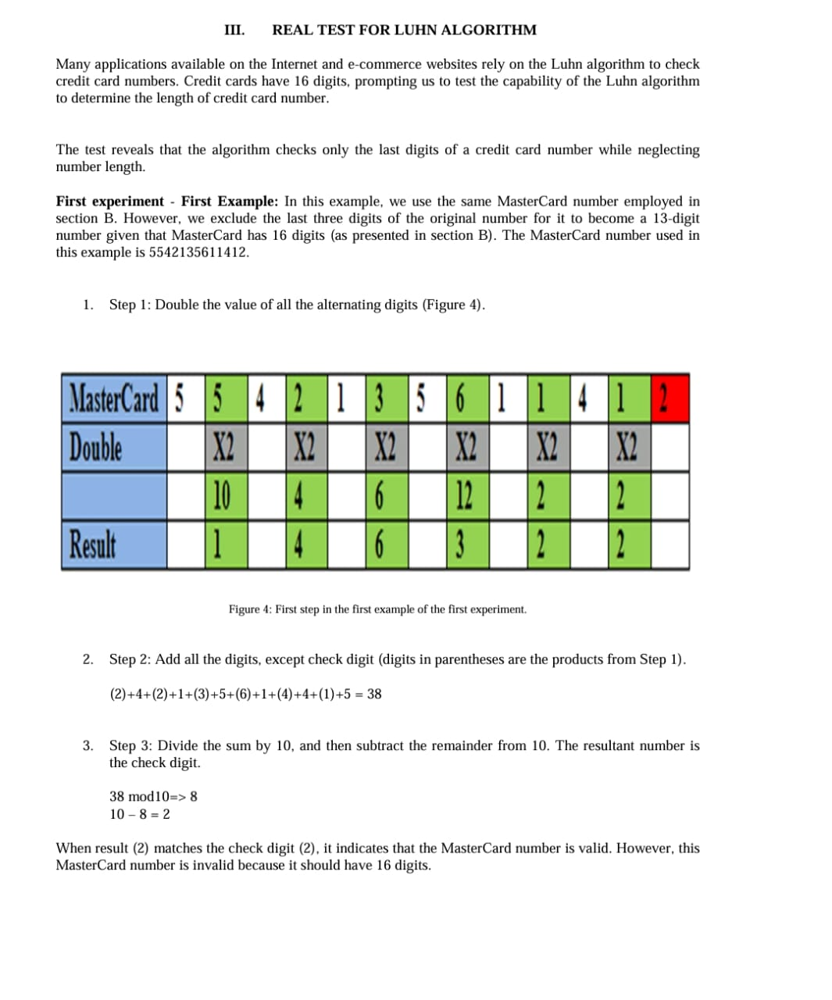 III. REAL TEST FOR LUHN ALGORITHM
Many applications available on the Internet and e-commerce websites rely on the Luhn algorithm to check
credit card numbers. Credit cards have 16 digits, prompting us to test the capability of the Luhn algorithm
to determine the length of credit card number.
The test reveals that the algorithm checks only the last digits of a credit card number while neglecting
number length.
First experiment - First Example: In this example, we use the same MasterCard number employed in
section B. However, we exclude the last three digits of the original number for it to become a 13-digit
number given that MasterCard has 16 digits (as presented in section B). The MasterCard number used in
this example is 5542135611412.
1. Step 1: Double the value of all the alternating digits (Figure 4).
MasterCard 5 5 4 2 1 3 5 6 1 1 4 1 2
Double X2 X2 X2 X2 X2 X2
10 4 6 12 2 2
Result 1 4 6 3 2 2
Figure 4: First step in the first example of the first experiment.
2. Step 2: Add all the digits, except check digit (digits in parentheses are the products from Step 1).
(2)+4+(2)+1+(3)+5+(6)+1+(4)+4+(1)+5 = 38
3. Step 3: Divide the sum by 10, and then subtract the remainder from 10. The resultant number is
the check digit.
38 mod10=> 8
10 – 8 = 2
When result (2) matches the check digit (2), it indicates that the MasterCard number is valid. However, this
MasterCard number is invalid because it should have 16 digits.